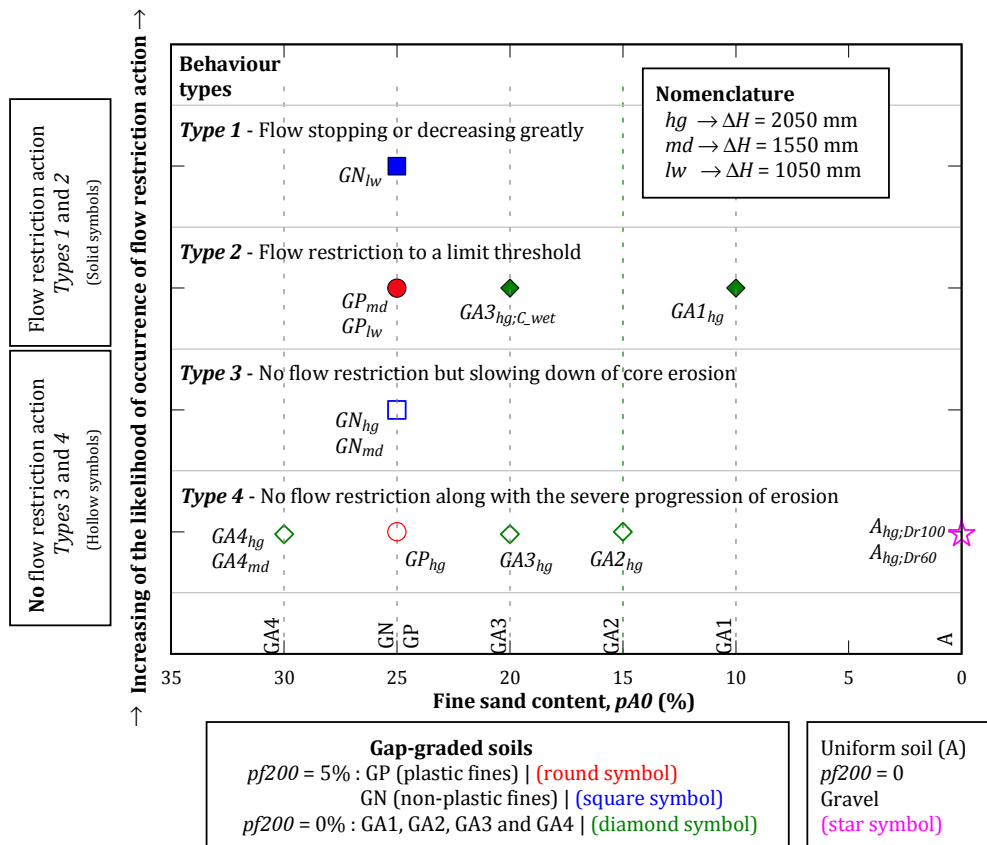 → Increasing of the likelihood of occurrence of flow restriction action →
Flow restriction action
Types 1 and 2
(Solid symbols)
No flow restriction action
Types 3 and 4
(Hollow symbols)
Behaviour
types
Nomenclature
hg → ΔH = 2050 mm
md → ΔH = 1550 mm
lw → ΔH = 1050 mm
Type 1 - Flow stopping or decreasing greatly
GNlw
Type 2 - Flow restriction to a limit threshold
GPmd
GPlw
GA3hg;C_wet
GA1hg
Type 3 - No flow restriction but slowing down of core erosion
GNhg
GNmd
Type 4 - No flow restriction along with the severe progression of erosion
GA4hg
GA4md
GPhg
GA3hg
GA2hg
Ahg;Dr100
Ahg;Dr60
GA4
GN
GP
GA3
GA2
GA1
A
35 30 25 20 15 10 5 0
Fine sand content, pA0 (%)
Gap-graded soils
pf200 = 5% : GP (plastic fines) | (round symbol)
GN (non-plastic fines) | (square symbol)
pf200 = 0% : GA1, GA2, GA3 and GA4 | (diamond symbol)
Uniform soil (A)
pf200 = 0
Gravel
(star symbol)